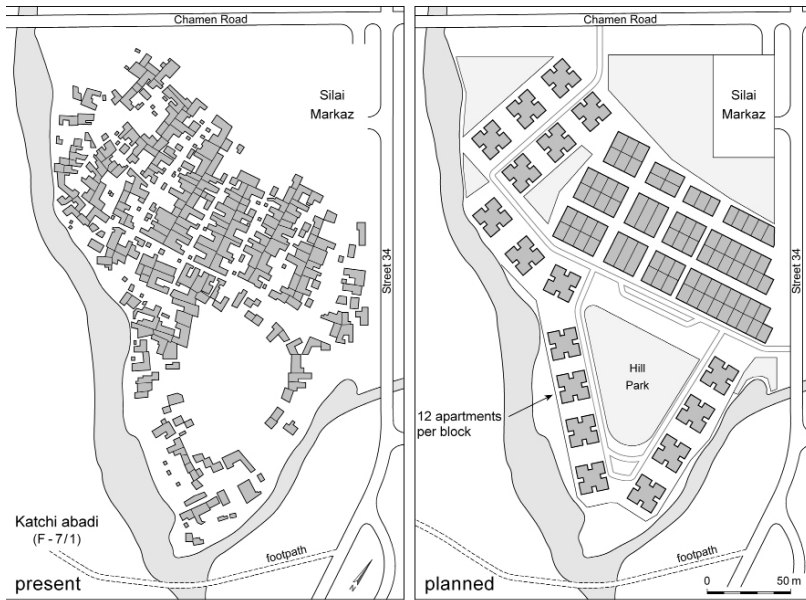 Chamen Road
Silai
Markaz
Street 34
Katchi abadi
(F - 7/1)
footpath
N
present
Chamen Road
Silai
Markaz
Hill
Park
12 apartments
per block
Street 34
footpath
planned
0 50 m